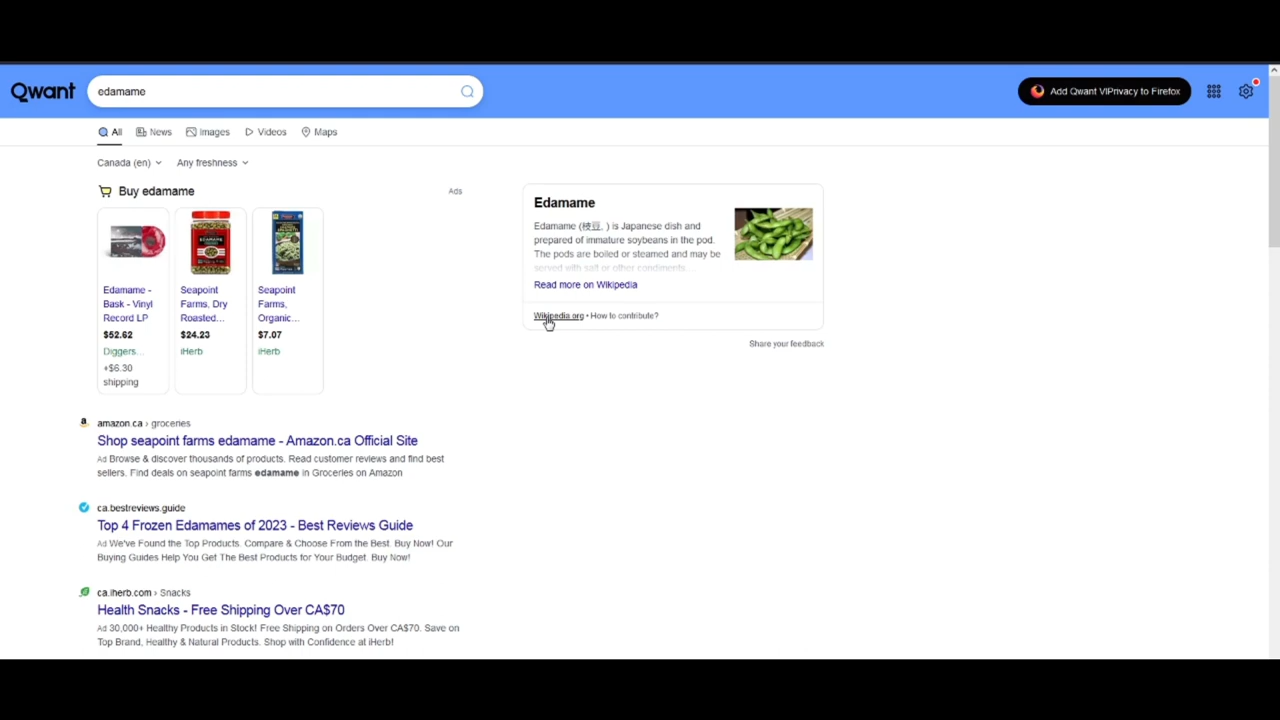 Qwant
edamame
Add Qwant VIPrivacy to Firefox
All
News
Images
Videos
Maps
Canada (en)
Any freshness
Buy edamame
Ads
Edamame -
Bask - Vinyl
Record LP
$52.62
Diggers...
+$6.30
shipping
Seapoint
Farms, Dry
Roasted...
$24.23
iHerb
Seapoint
Farms,
Organic...
$7.07
iHerb
Edamame
Edamame (枝豆, ) is Japanese dish and
prepared of immature soybeans in the pod.
The pods are boiled or steamed and may be
served with salt or other condiments...
Read more on Wikipedia
Wikipedia.org • How to contribute?
Share your feedback
amazon.ca › groceries
Shop seapoint farms edamame - Amazon.ca Official Site
Ad Browse & discover thousands of products. Read customer reviews and find best
sellers. Find deals on seapoint farms edamame in Groceries on Amazon
ca.bestreviews.guide
Top 4 Frozen Edamames of 2023 - Best Reviews Guide
Ad We've Found the Top Products. Compare & Choose From the Best. Buy Now! Our
Buying Guides Help You Get The Best Products for Your Budget. Buy Now!
ca.iherb.com › Snacks
Health Snacks - Free Shipping Over CA$70
Ad 30,000+ Healthy Products in Stock! Free Shipping on Orders Over CA$70. Save on
Top Brand, Healthy & Natural Products. Shop with Confidence at iHerb!